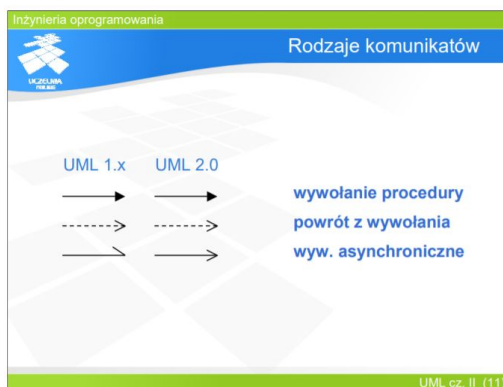 Inżynieria oprogramowania
Rodzaje komunikatów
UCZELNIA
UML 1.x UML 2.0
wywołanie procedury
powrót z wywołania
wyw. asynchroniczne
UML cz. II (11